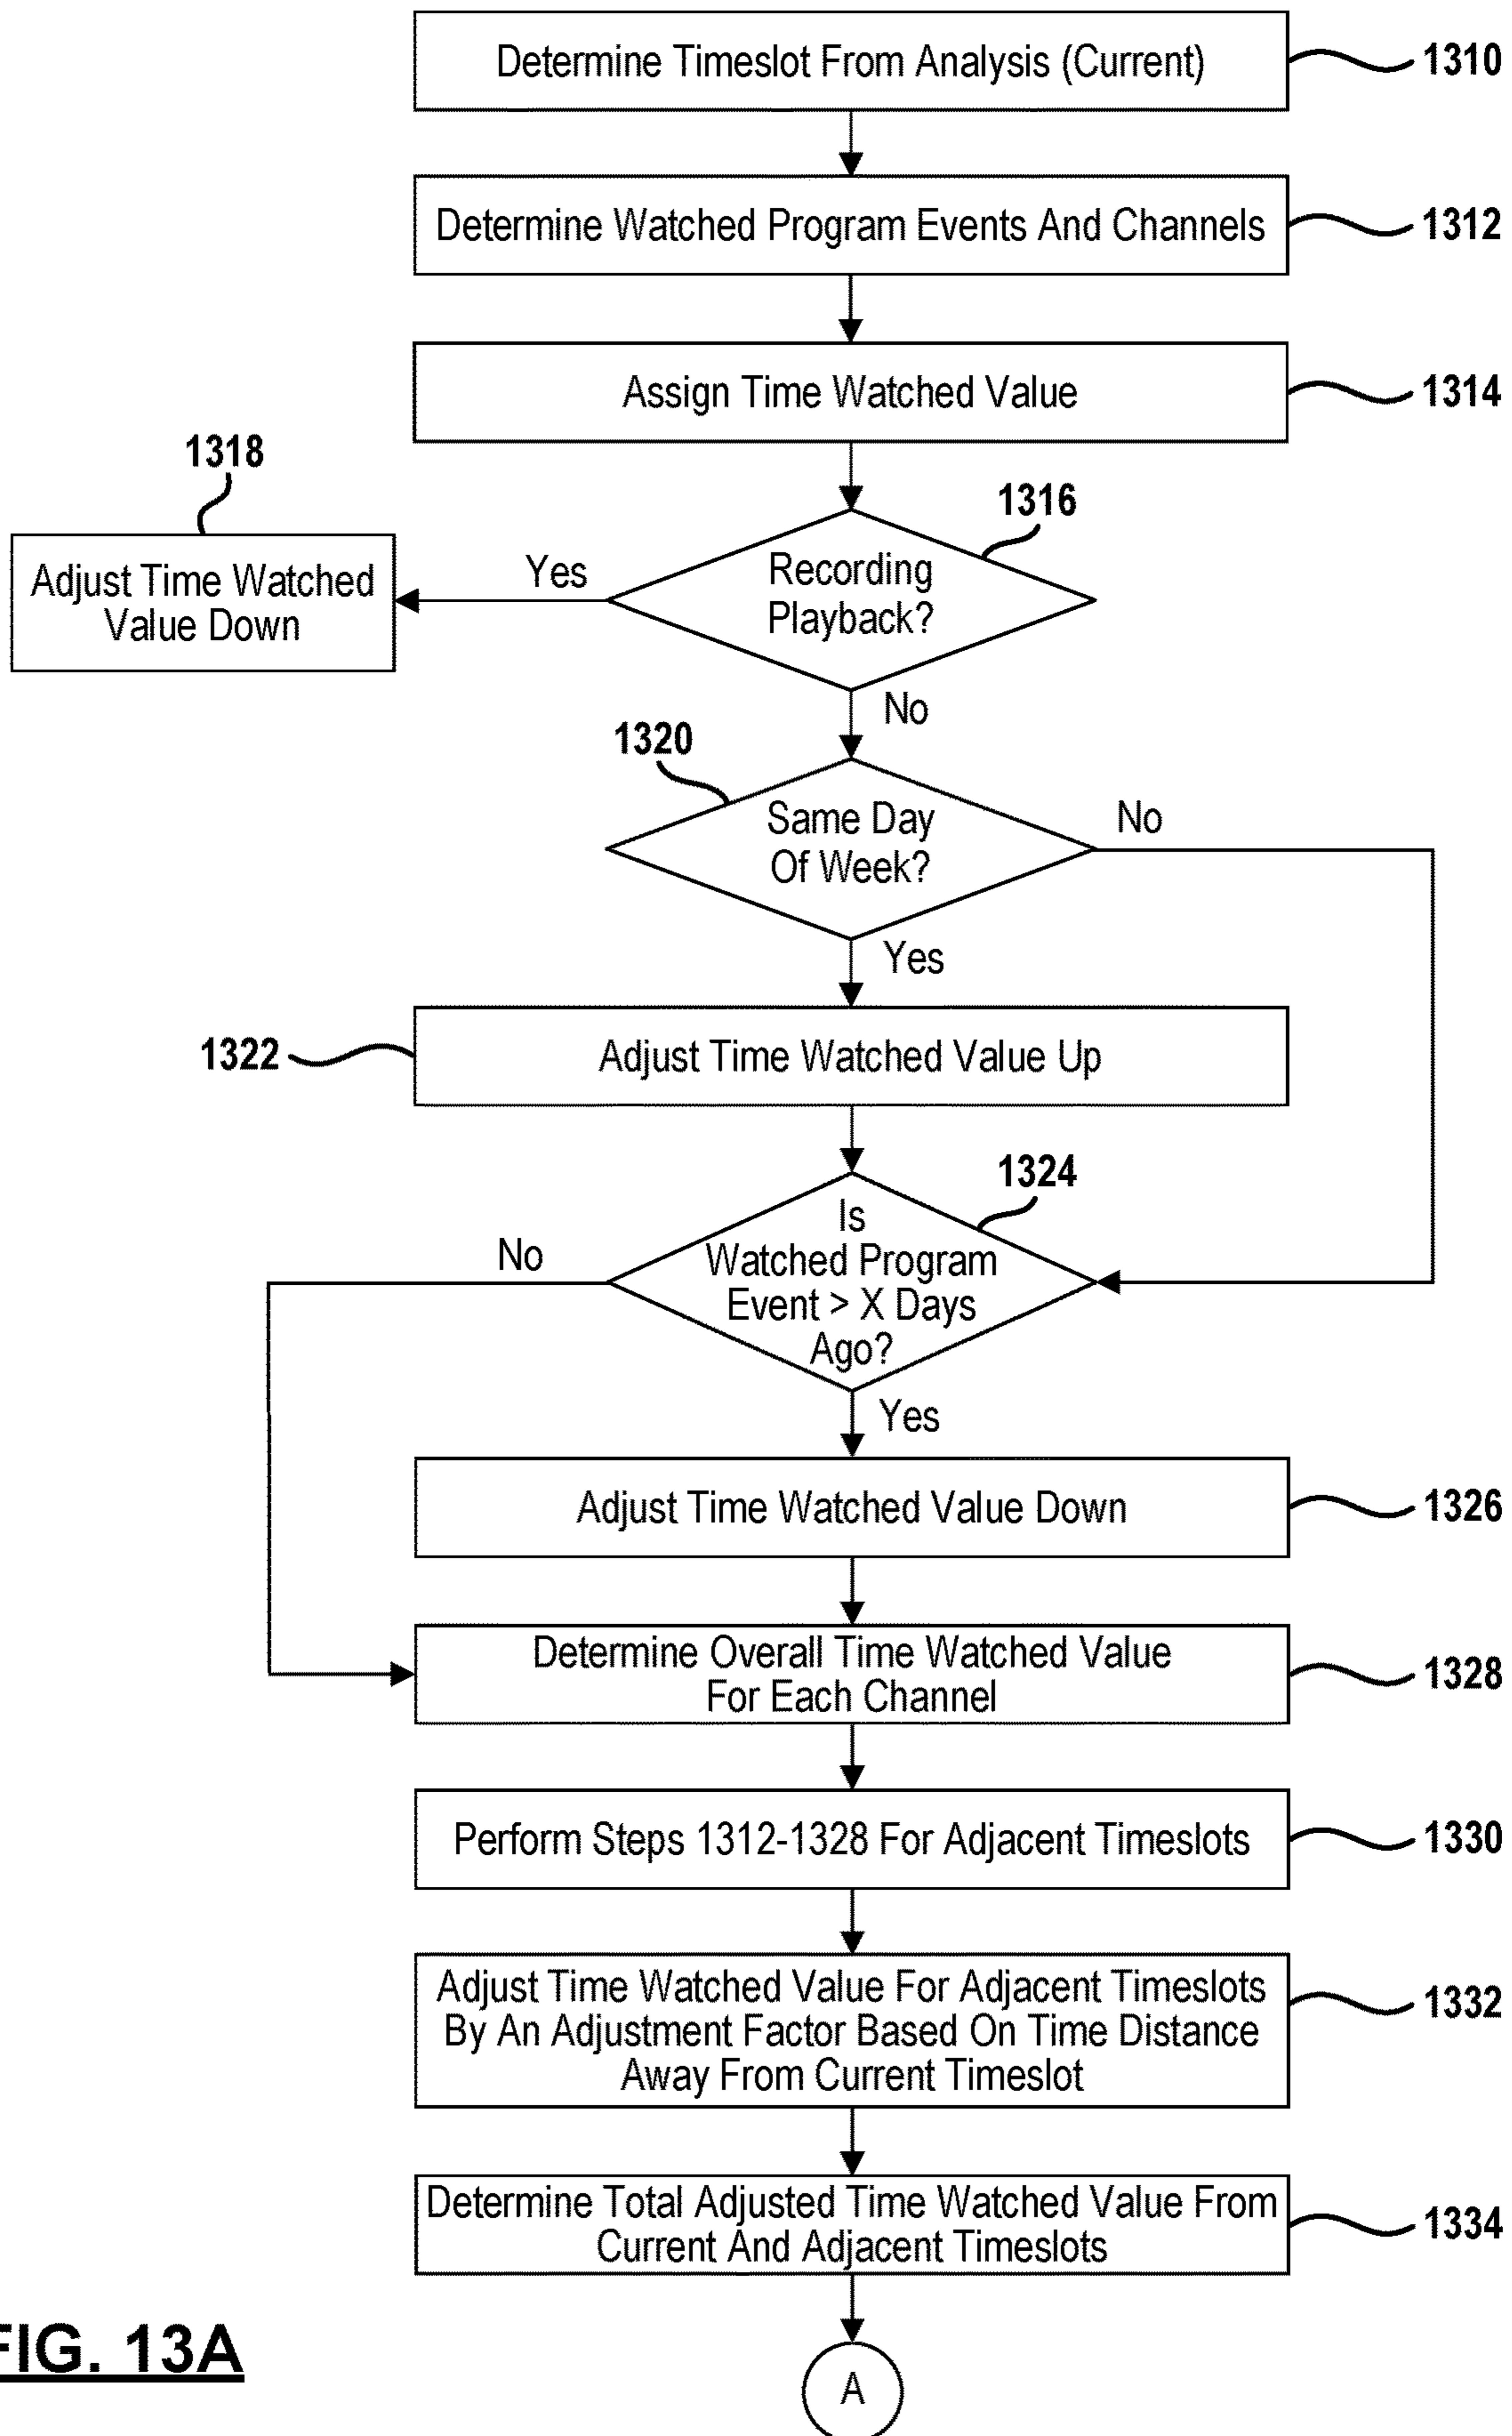 Determine Timeslot From Analysis (Current)
1310
Determine Watched Program Events And Channels
1312
Assign Time Watched Value
1314
1318
1316
Adjust Time Watched
Value Down
Yes
Recording
Playback?
No
1320
Same Day
Of Week?
No
Yes
1322
Adjust Time Watched Value Up
1324
No
Is
Watched Program
Event > X Days
Ago?
Yes
Adjust Time Watched Value Down
1326
Determine Overall Time Watched Value
For Each Channel
1328
Perform Steps 1312-1328 For Adjacent Timeslots
1330
Adjust Time Watched Value For Adjacent Timeslots
By An Adjustment Factor Based On Time Distance
Away From Current Timeslot
1332
Determine Total Adjusted Time Watched Value From
Current And Adjacent Timeslots
1334
FIG. 13A
A